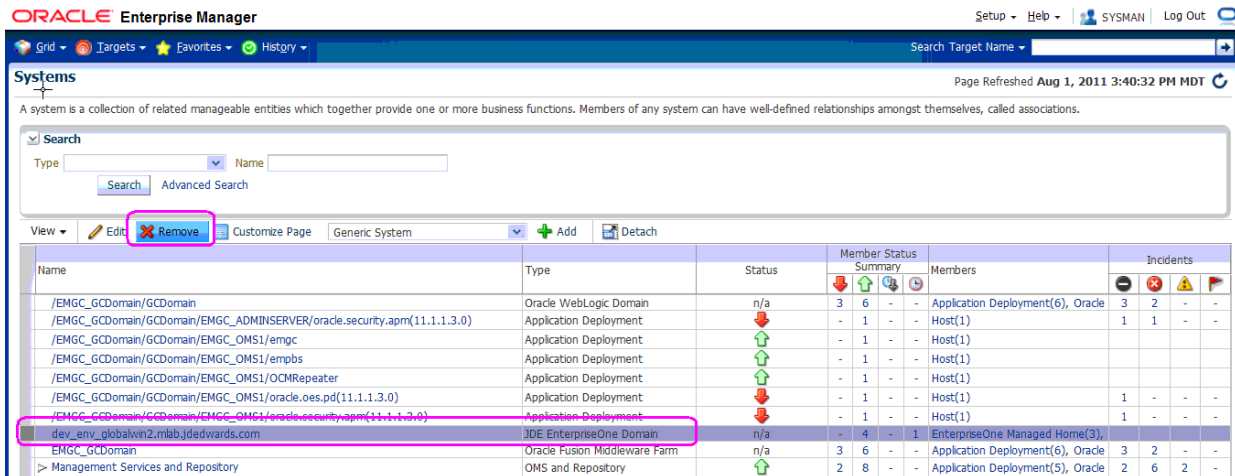 ORACLE Enterprise Manager
Setup Help SYSMAN Log Out
Grid Targets Favorites History Search Target Name
Systems
Page Refreshed Aug 1, 2011 3:40:32 PM MDT
A system is a collection of related manageable entities which together provide one or more business functions. Members of any system can have well-defined relationships amongst themselves, called associations.
Search
Type Name
Search Advanced Search
View Edit Remove Customize Page Generic System Add Detach
Member Status
Summary
Incidents
Name Type Status Members
/EMGC_GCDomain/GCDomain Oracle WebLogic Domain n/a 3 6 - - Application Deployment(6), Oracle 3 2 - -
/EMGC_GCDomain/GCDomain/EMGC_ADMINSERVER/oracle.security.apm(11.1.1.3.0) Application Deployment - 1 - - Host(1) 1 1 - -
/EMGC_GCDomain/GCDomain/EMGC_OMS1/emgc Application Deployment - 1 - - Host(1)
/EMGC_GCDomain/GCDomain/EMGC_OMS1/empbs Application Deployment - 1 - - Host(1)
/EMGC_GCDomain/GCDomain/EMGC_OMS1/OCMRepeater Application Deployment - 1 - - Host(1)
/EMGC_GCDomain/GCDomain/EMGC_OMS1/oracle.oes.pd(11.1.1.3.0) Application Deployment - 1 - - Host(1) 1 - - -
/EMGC_GCDomain/GCDomain/EMGC_OMS1/oracle.security.apm(11.1.1.3.0) Application Deployment - 1 - - Host(1) 1 - - -
dev_env_globalwin2.mlab.jdedwards.com JDE EnterpriseOne Domain n/a - 4 - 1 EnterpriseOne Managed Home(3),
EMGC_GCDomain Oracle Fusion Middleware Farm n/a 3 6 - - Application Deployment(6), Oracle 3 2 - -
Management Services and Repository OMS and Repository 2 8 - - Application Deployment(5), Oracle 2 6 2 -